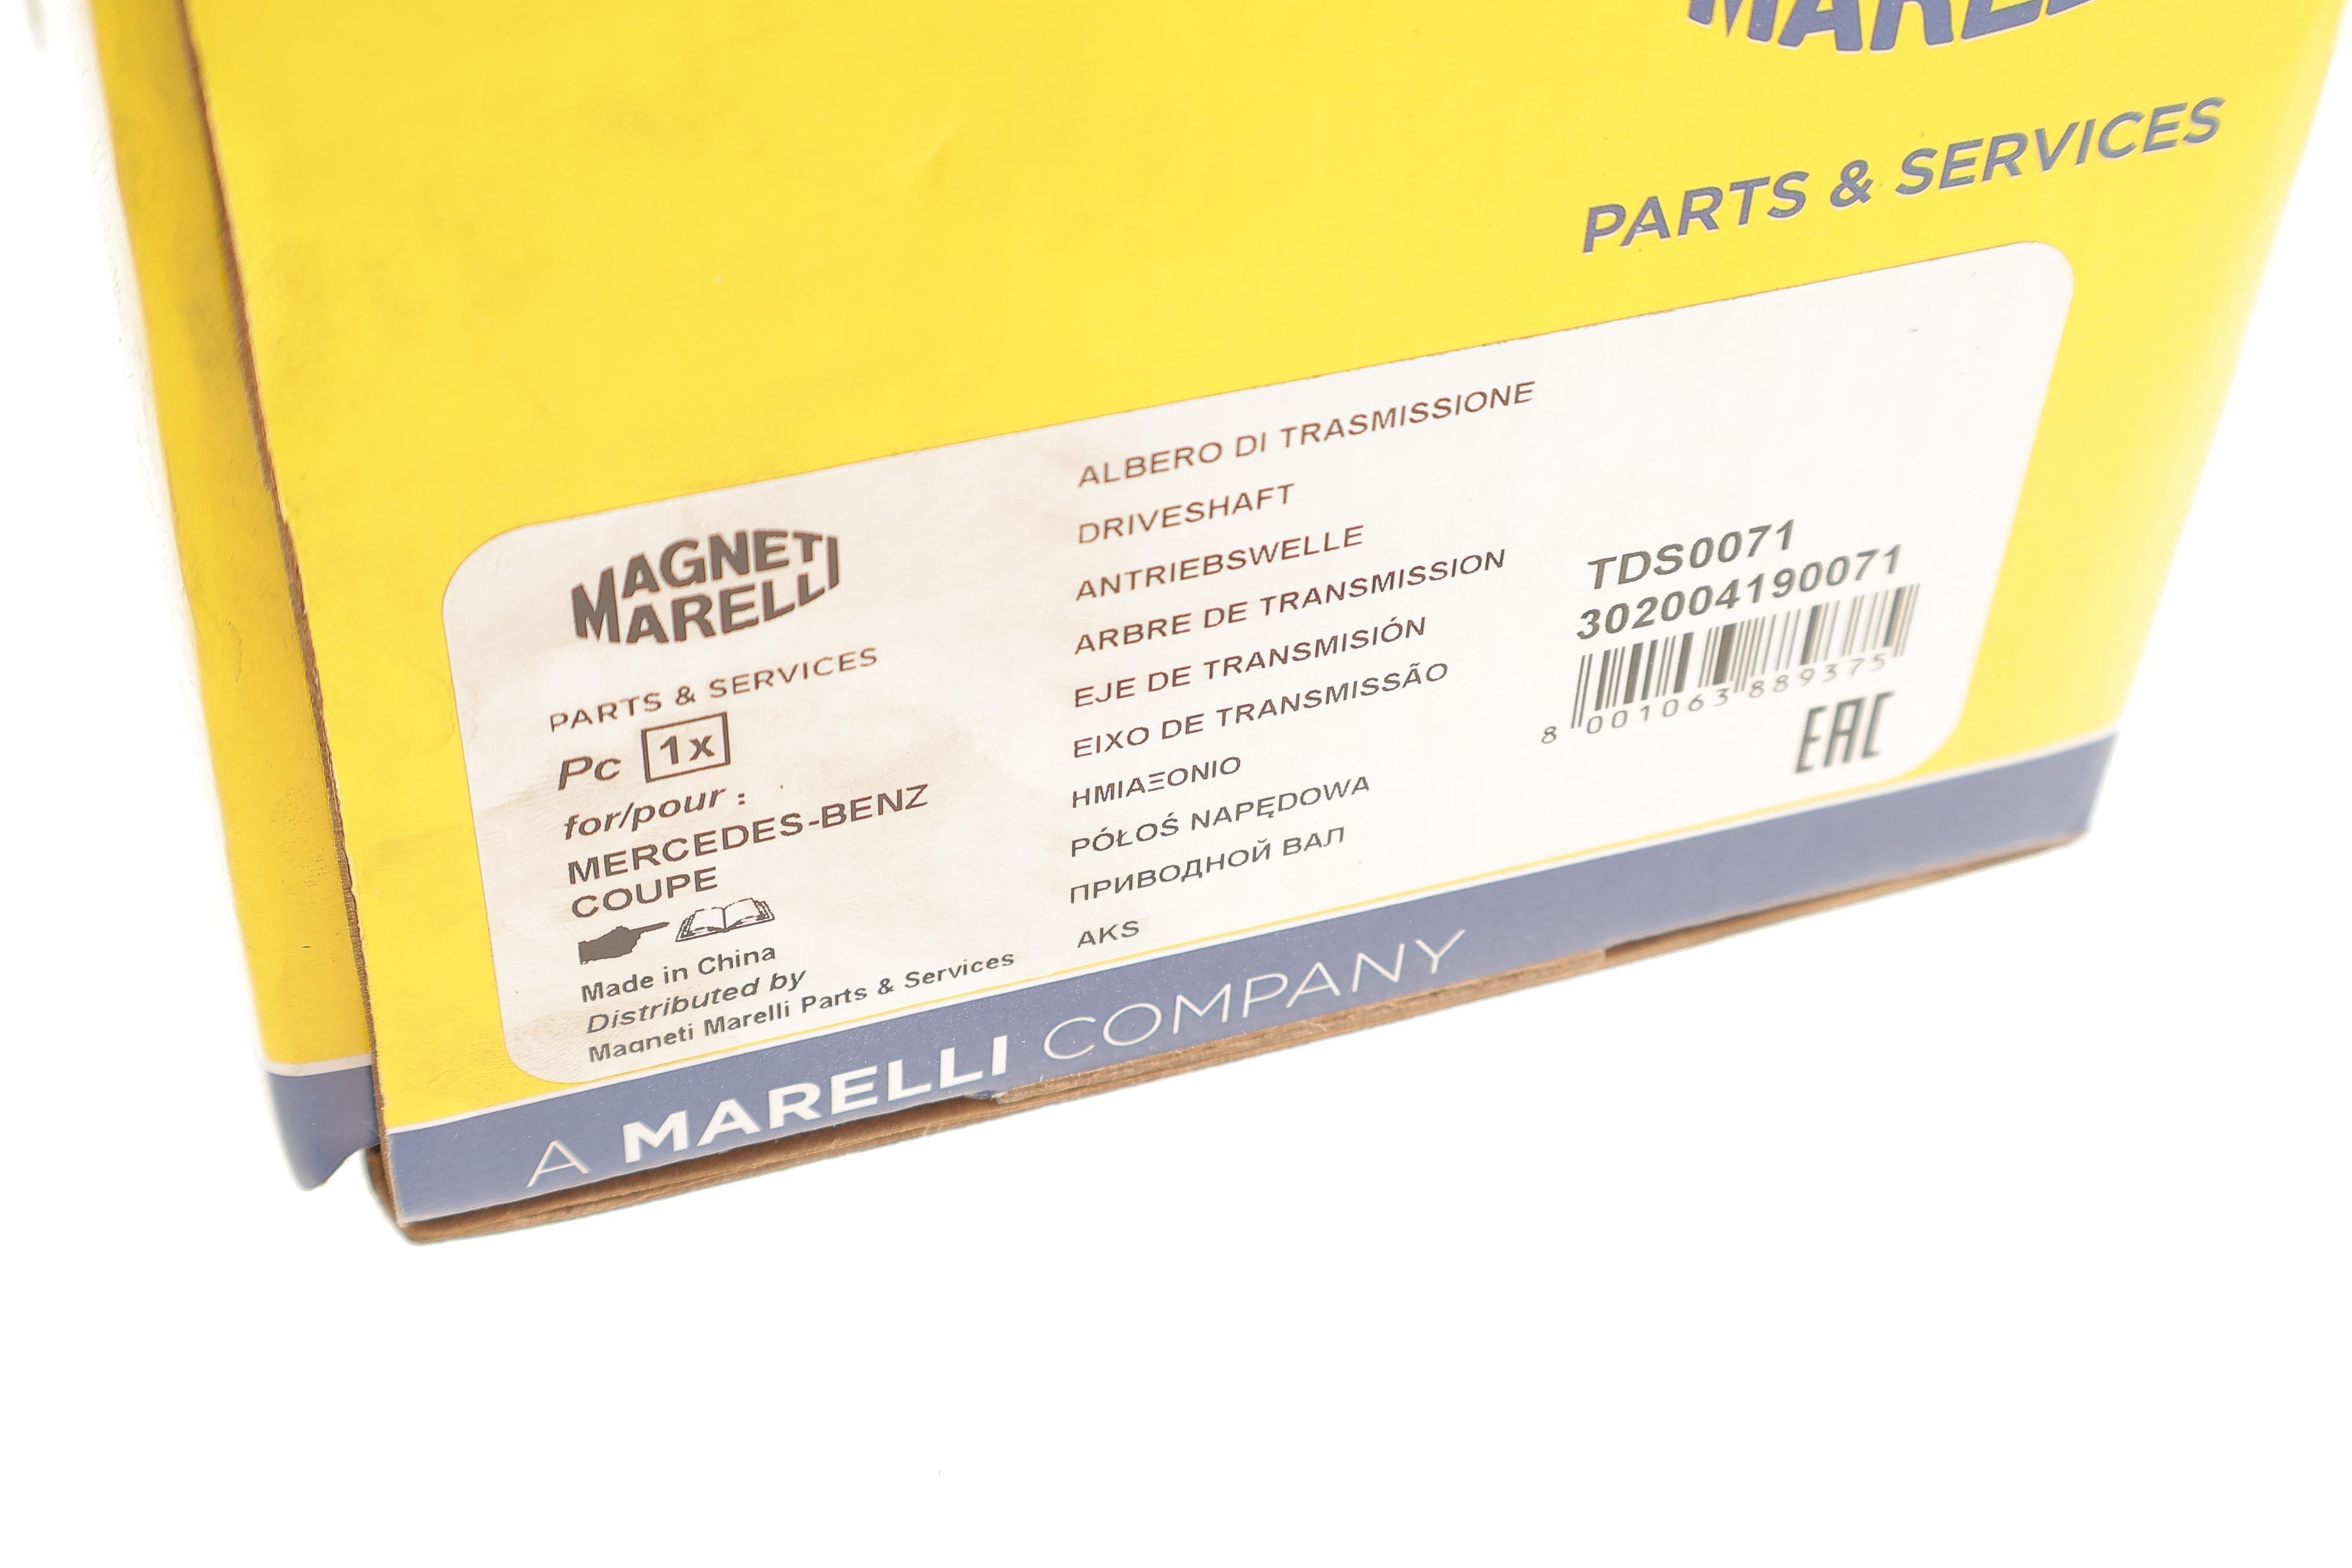 PARTS & SERVICES
MAGNETI
MARELLI
PARTS & SERVICES
Pc 1x
for/pour :
MERCEDES-BENZ
COUPE
Made in China
Distributed by
Magneti Marelli Parts & Services
ALBERO DI TRASMISSIONE
DRIVESHAFT
ANTRIEBSWELLE
ARBRE DE TRANSMISSION
EJE DE TRANSMISIÓN
EIXO DE TRANSMISSÃO
ΗΜΙΑΞΟΝΙΟ
PÓŁOŚ NAPĘDOWA
ПРИВОДНОЙ ВАЛ
AKS
TDS0071
302004190071
8 001063 889375
EAC
A MARELLI COMPANY